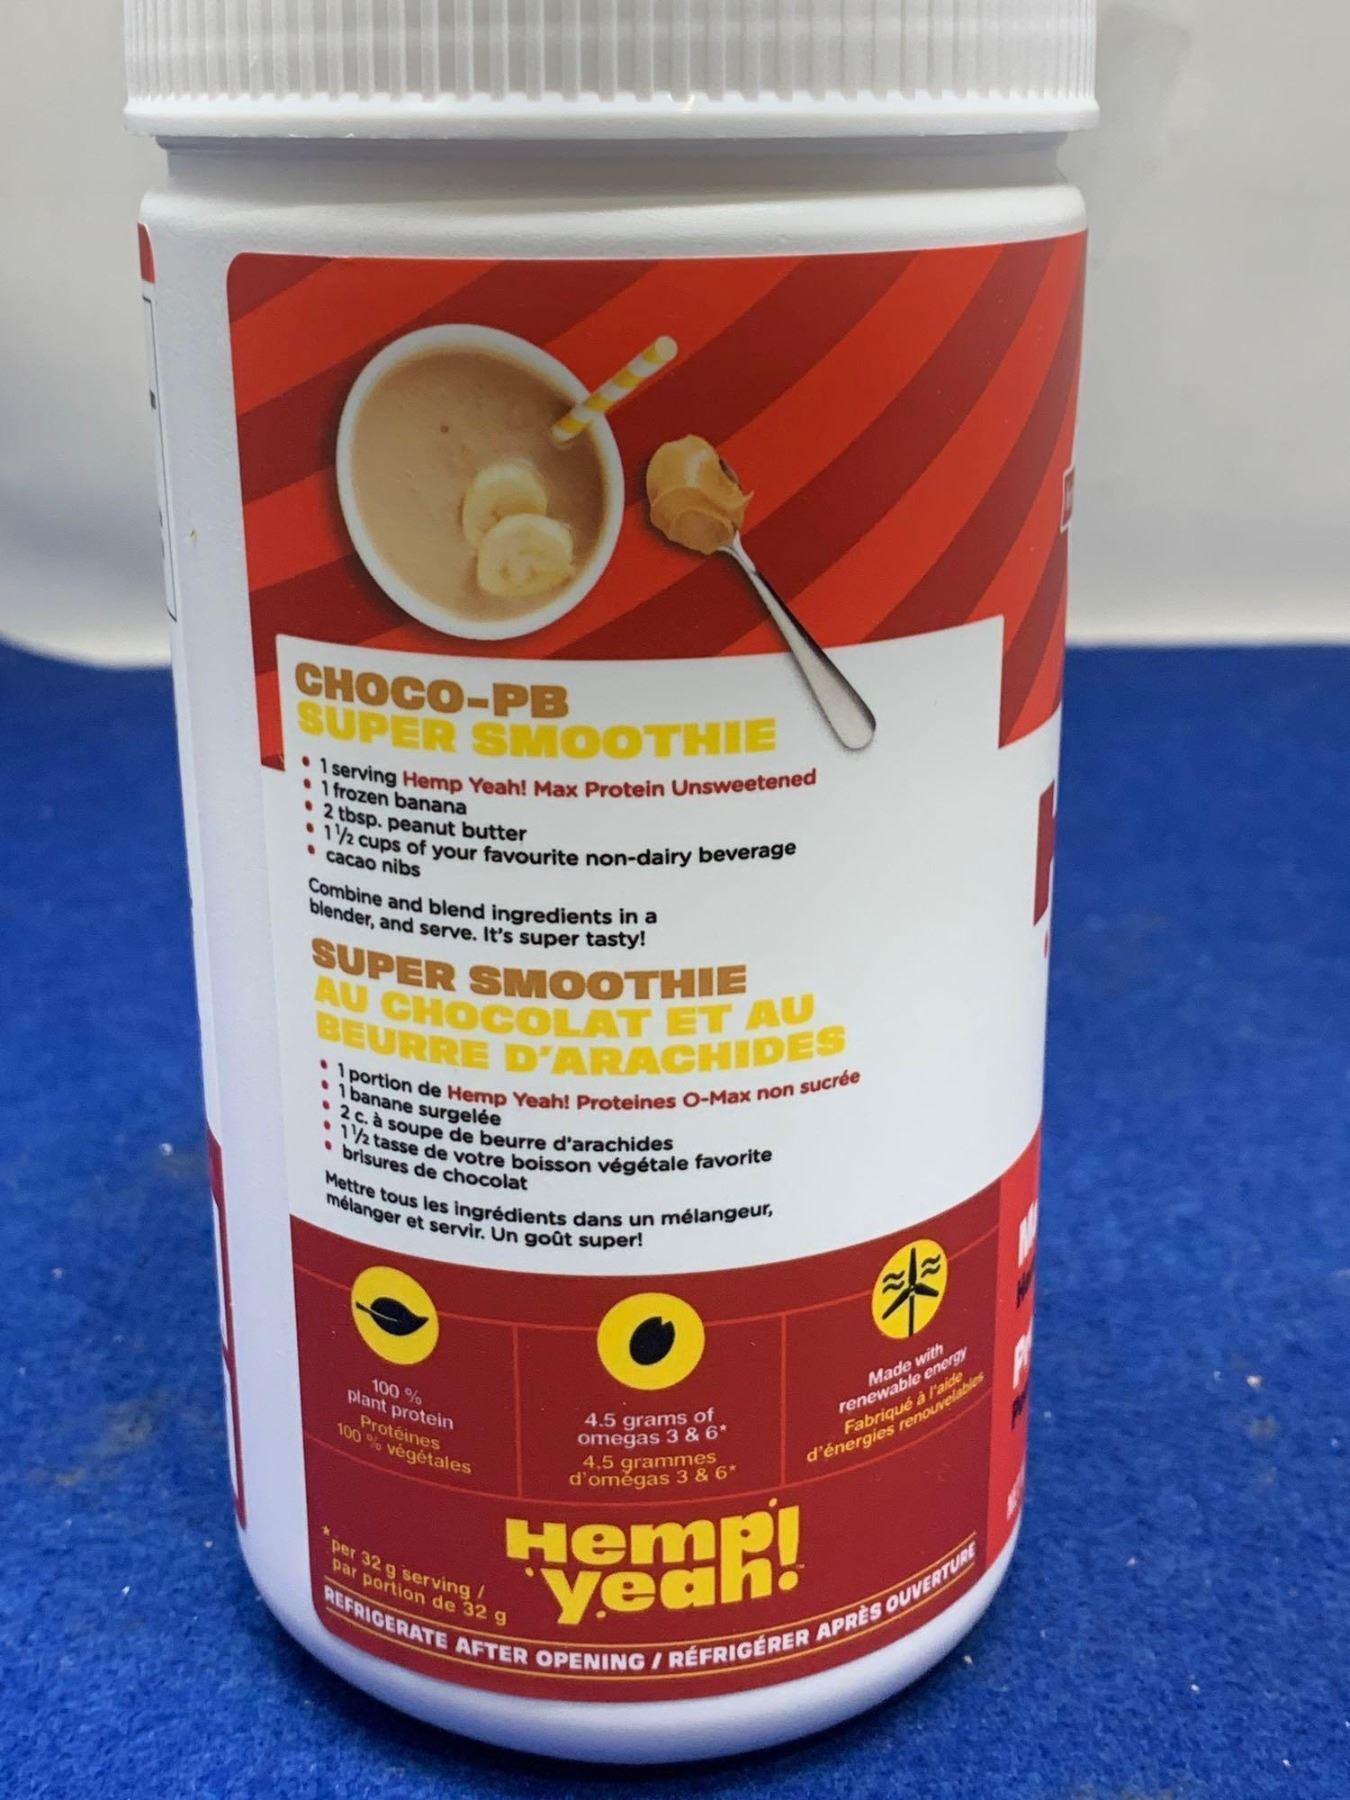 CHOCO-PB
SUPER SMOOTHIE
• 1 serving Hemp Yeah! Max Protein Unsweetened
• 1 frozen banana
• 2 tbsp. peanut butter
• 1 1/2 cups of your favourite non-dairy beverage
• cacao nibs
Combine and blend ingredients in a
blender, and serve. It's super tasty!
SUPER SMOOTHIE
AU CHOCOLAT ET AU
BEURRE D'ARACHIDES
• 1 portion de Hemp Yeah! Proteines O-Max non sucrée
• 1 banane surgelée
• 2 c. à soupe de beurre d'arachides
• 1 1/2 tasse de votre boisson végétale favorite
• brisures de chocolat
Mettre tous les ingrédients dans un mélangeur,
mélanger et servir. Un goût super!
100 %
plant protein
Protéines
100 % végétales
4.5 grams of
omegas 3 & 6*
4,5 grammes
d'omégas 3 & 6*
Made with
renewable energy
Fabriqué à l'aide
d'énergies renouvelables
*per 32 g serving /
par portion de 32 g
Hemp
yeah!
REFRIGERATE AFTER OPENING / RÉFRIGÉRER APRÈS OUVERTURE